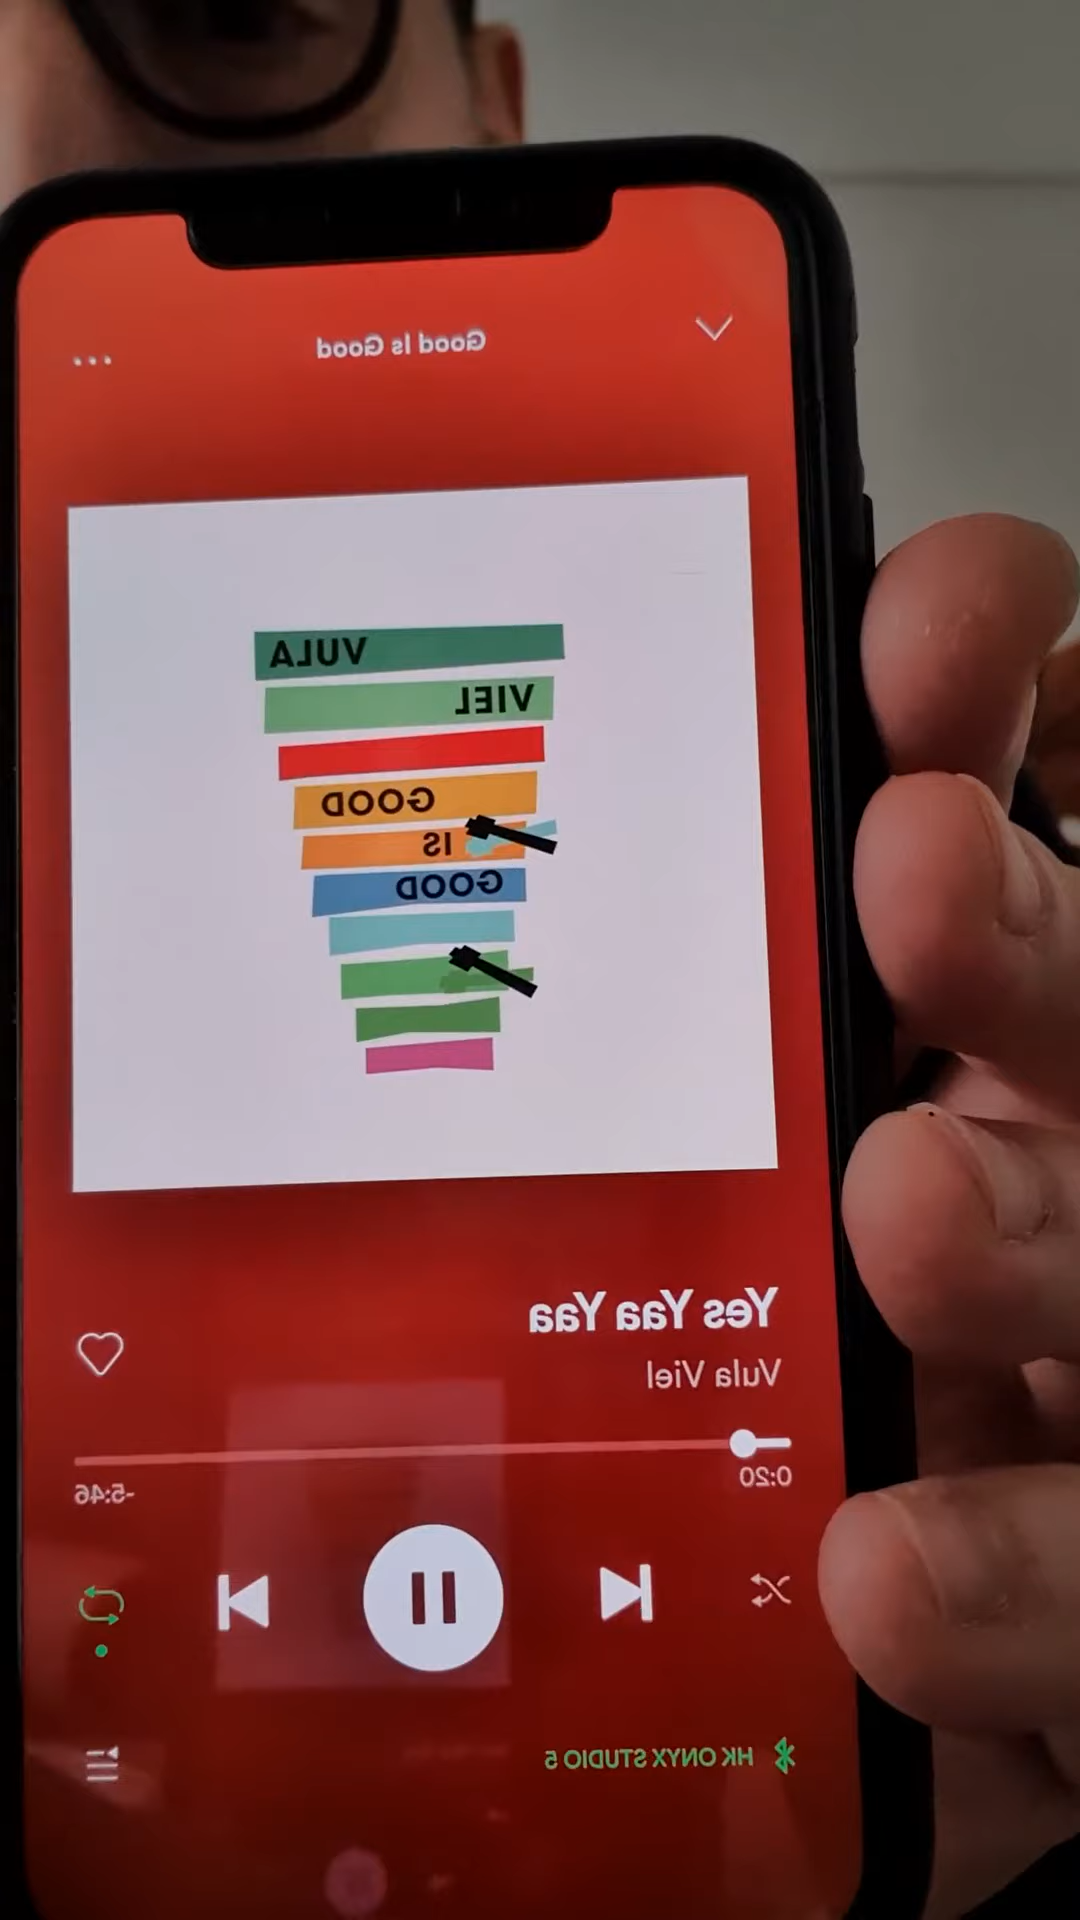 Good Is Good
VULA
VIEL
GOOD
IS
GOOD
Yes Yaa Yaa
Vula Viel
0:20
-5:46
HK ONYX STUDIO 5